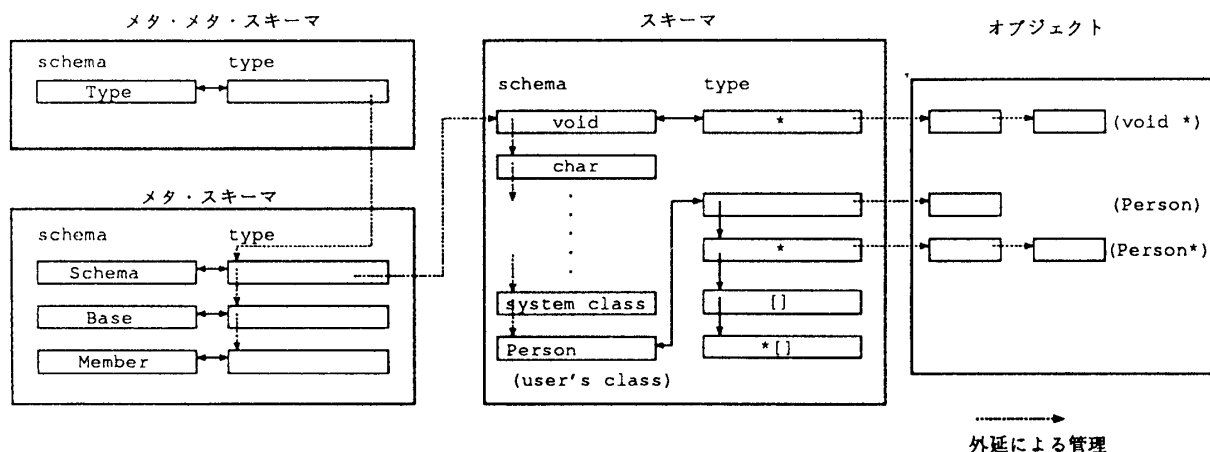 メタ・メタ・スキーマ
schema type
Type
メタ・スキーマ
schema type
Schema
Base
Member
スキーマ
schema type
void *
char
system class
Person
(user's class)
*
[]
*[]
オブジェクト
(void *)
(Person)
(Person*)
外延による管理